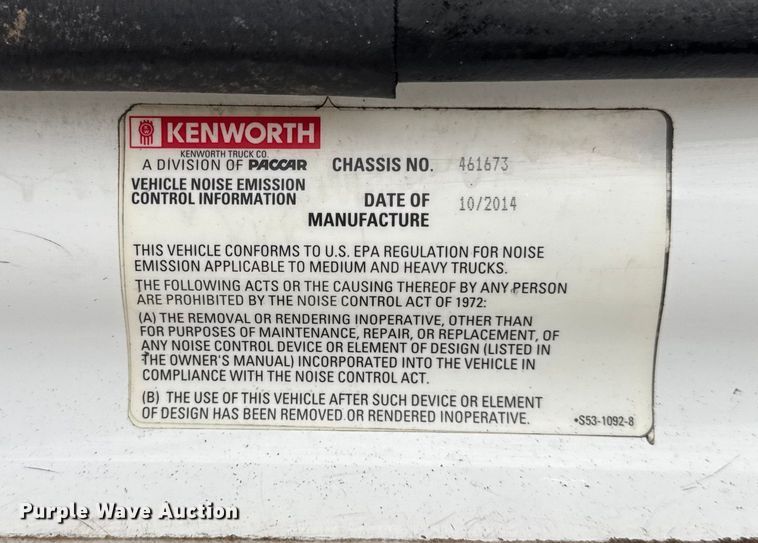 KENWORTH
KENWORTH TRUCK CO.
A DIVISION OF PACCAR
CHASSIS NO. 461673
VEHICLE NOISE EMISSION
CONTROL INFORMATION
DATE OF
MANUFACTURE
10/2014
THIS VEHICLE CONFORMS TO U.S. EPA REGULATION FOR NOISE
EMISSION APPLICABLE TO MEDIUM AND HEAVY TRUCKS.
THE FOLLOWING ACTS OR THE CAUSING THEREOF BY ANY PERSON
ARE PROHIBITED BY THE NOISE CONTROL ACT OF 1972:
(A) THE REMOVAL OR RENDERING INOPERATIVE, OTHER THAN
FOR PURPOSES OF MAINTENANCE, REPAIR, OR REPLACEMENT, OF
ANY NOISE CONTROL DEVICE OR ELEMENT OF DESIGN (LISTED IN
THE OWNER'S MANUAL) INCORPORATED INTO THE VEHICLE IN
COMPLIANCE WITH THE NOISE CONTROL ACT.
(B) THE USE OF THIS VEHICLE AFTER SUCH DEVICE OR ELEMENT
OF DESIGN HAS BEEN REMOVED OR RENDERED INOPERATIVE.
•S53-1092-8
Purple Wave Auction